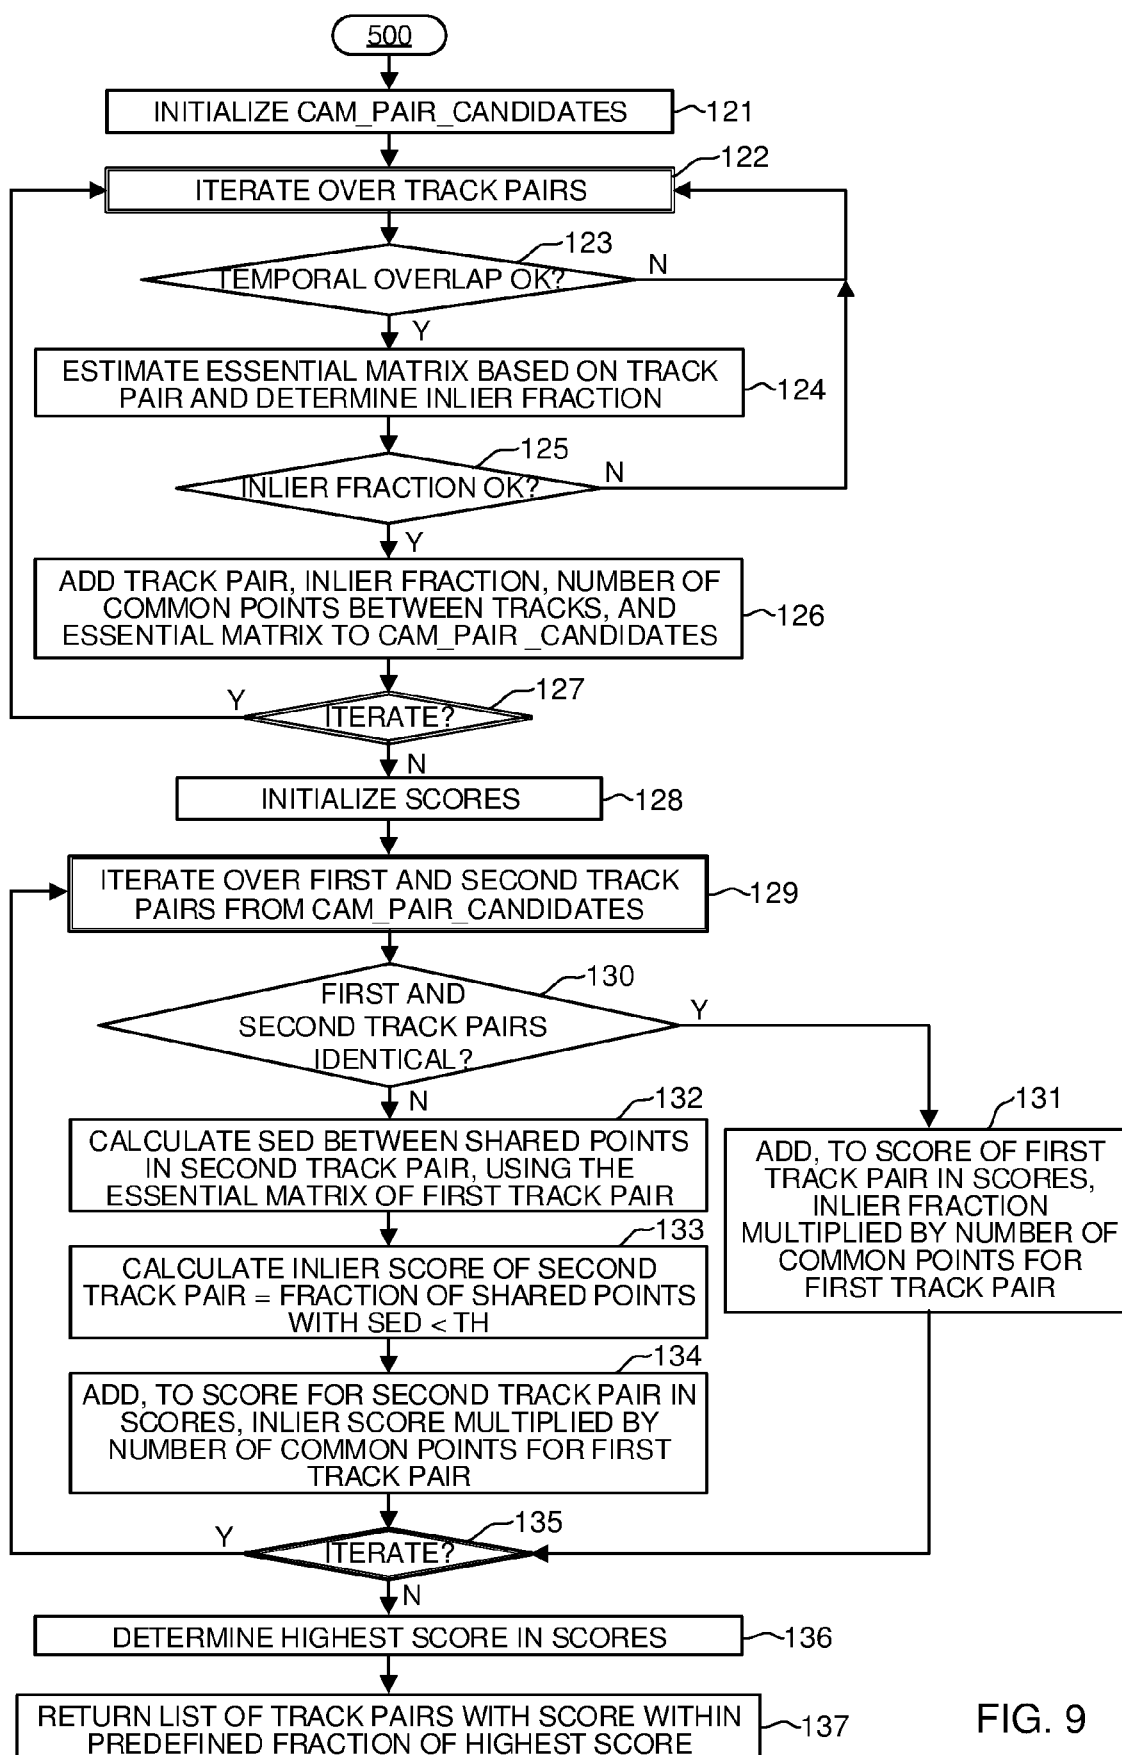 500
INITIALIZE CAM_PAIR_CANDIDATES
121
122
ITERATE OVER TRACK PAIRS
123
TEMPORAL OVERLAP OK?
N
Y
ESTIMATE ESSENTIAL MATRIX BASED ON TRACK
PAIR AND DETERMINE INLIER FRACTION
124
125
INLIER FRACTION OK?
N
Y
ADD TRACK PAIR, INLIER FRACTION, NUMBER OF
COMMON POINTS BETWEEN TRACKS, AND
ESSENTIAL MATRIX TO CAM_PAIR _CANDIDATES
126
127
Y
ITERATE?
N
INITIALIZE SCORES
128
ITERATE OVER FIRST AND SECOND TRACK
PAIRS FROM CAM_PAIR_CANDIDATES
129
130
FIRST AND
SECOND TRACK PAIRS
IDENTICAL?
Y
N
131
ADD, TO SCORE OF FIRST
TRACK PAIR IN SCORES,
INLIER FRACTION
MULTIPLIED BY NUMBER OF
COMMON POINTS FOR
FIRST TRACK PAIR
132
CALCULATE SED BETWEEN SHARED POINTS
IN SECOND TRACK PAIR, USING THE
ESSENTIAL MATRIX OF FIRST TRACK PAIR
133
CALCULATE INLIER SCORE OF SECOND
TRACK PAIR = FRACTION OF SHARED POINTS
WITH SED < TH
134
ADD, TO SCORE FOR SECOND TRACK PAIR IN
SCORES, INLIER SCORE MULTIPLIED BY
NUMBER OF COMMON POINTS FOR FIRST
TRACK PAIR
135
Y
ITERATE?
N
DETERMINE HIGHEST SCORE IN SCORES
136
RETURN LIST OF TRACK PAIRS WITH SCORE WITHIN
PREDEFINED FRACTION OF HIGHEST SCORE
137
FIG. 9